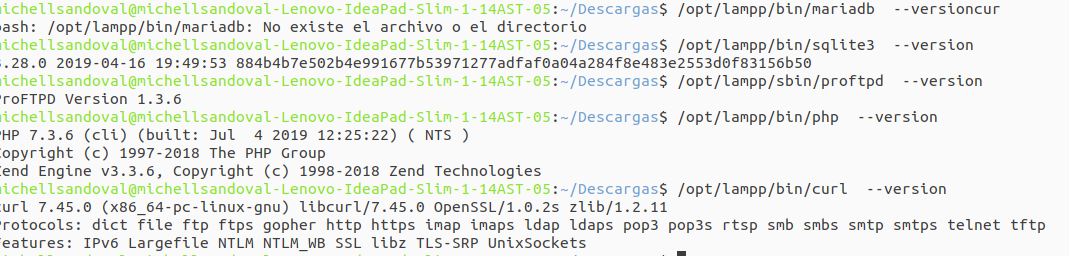 michellsandoval@michellsandoval-Lenovo-IdeaPad-Slim-1-14AST-05:~/Descargas$ /opt/lampp/bin/mariadb --versioncur
bash: /opt/lampp/bin/mariadb: No existe el archivo o el directorio
michellsandoval@michellsandoval-Lenovo-IdeaPad-Slim-1-14AST-05:~/Descargas$ /opt/lampp/bin/sqlite3 --version
3.28.0 2019-04-16 19:49:53 884b4b7e502b4e991677b53971277adfaf0a04a284f8e483e2553d0f83156b50
michellsandoval@michellsandoval-Lenovo-IdeaPad-Slim-1-14AST-05:~/Descargas$ /opt/lampp/sbin/proftpd --version
ProFTPD Version 1.3.6
michellsandoval@michellsandoval-Lenovo-IdeaPad-Slim-1-14AST-05:~/Descargas$ /opt/lampp/bin/php --version
PHP 7.3.6 (cli) (built: Jul  4 2019 12:25:22) ( NTS )
Copyright (c) 1997-2018 The PHP Group
Zend Engine v3.3.6, Copyright (c) 1998-2018 Zend Technologies
michellsandoval@michellsandoval-Lenovo-IdeaPad-Slim-1-14AST-05:~/Descargas$ /opt/lampp/bin/curl --version
curl 7.45.0 (x86_64-pc-linux-gnu) libcurl/7.45.0 OpenSSL/1.0.2s zlib/1.2.11
Protocols: dict file ftp ftps gopher http https imap imaps ldap ldaps pop3 pop3s rtsp smb smbs smtp smtps telnet tftp
Features: IPv6 Largefile NTLM NTLM_WB SSL libz TLS-SRP UnixSockets